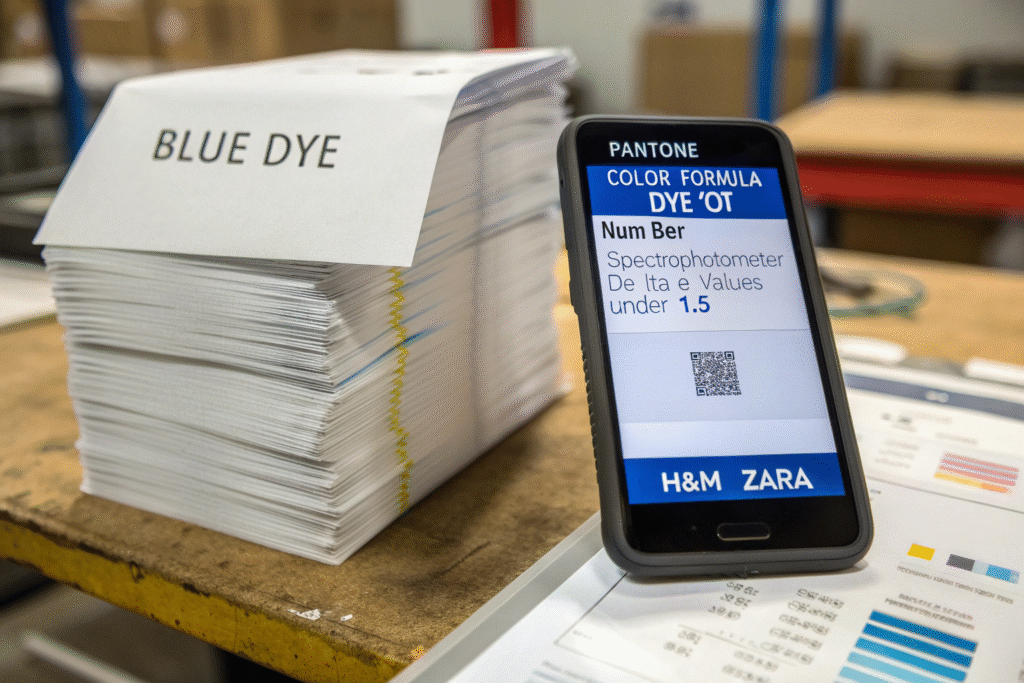 BLUE DYE
PANTONE
COLOR FORMULA
DYE 'OT
Num Ber
Spectrophotometer
De lta e Values
under 1.5
H&M ZARA